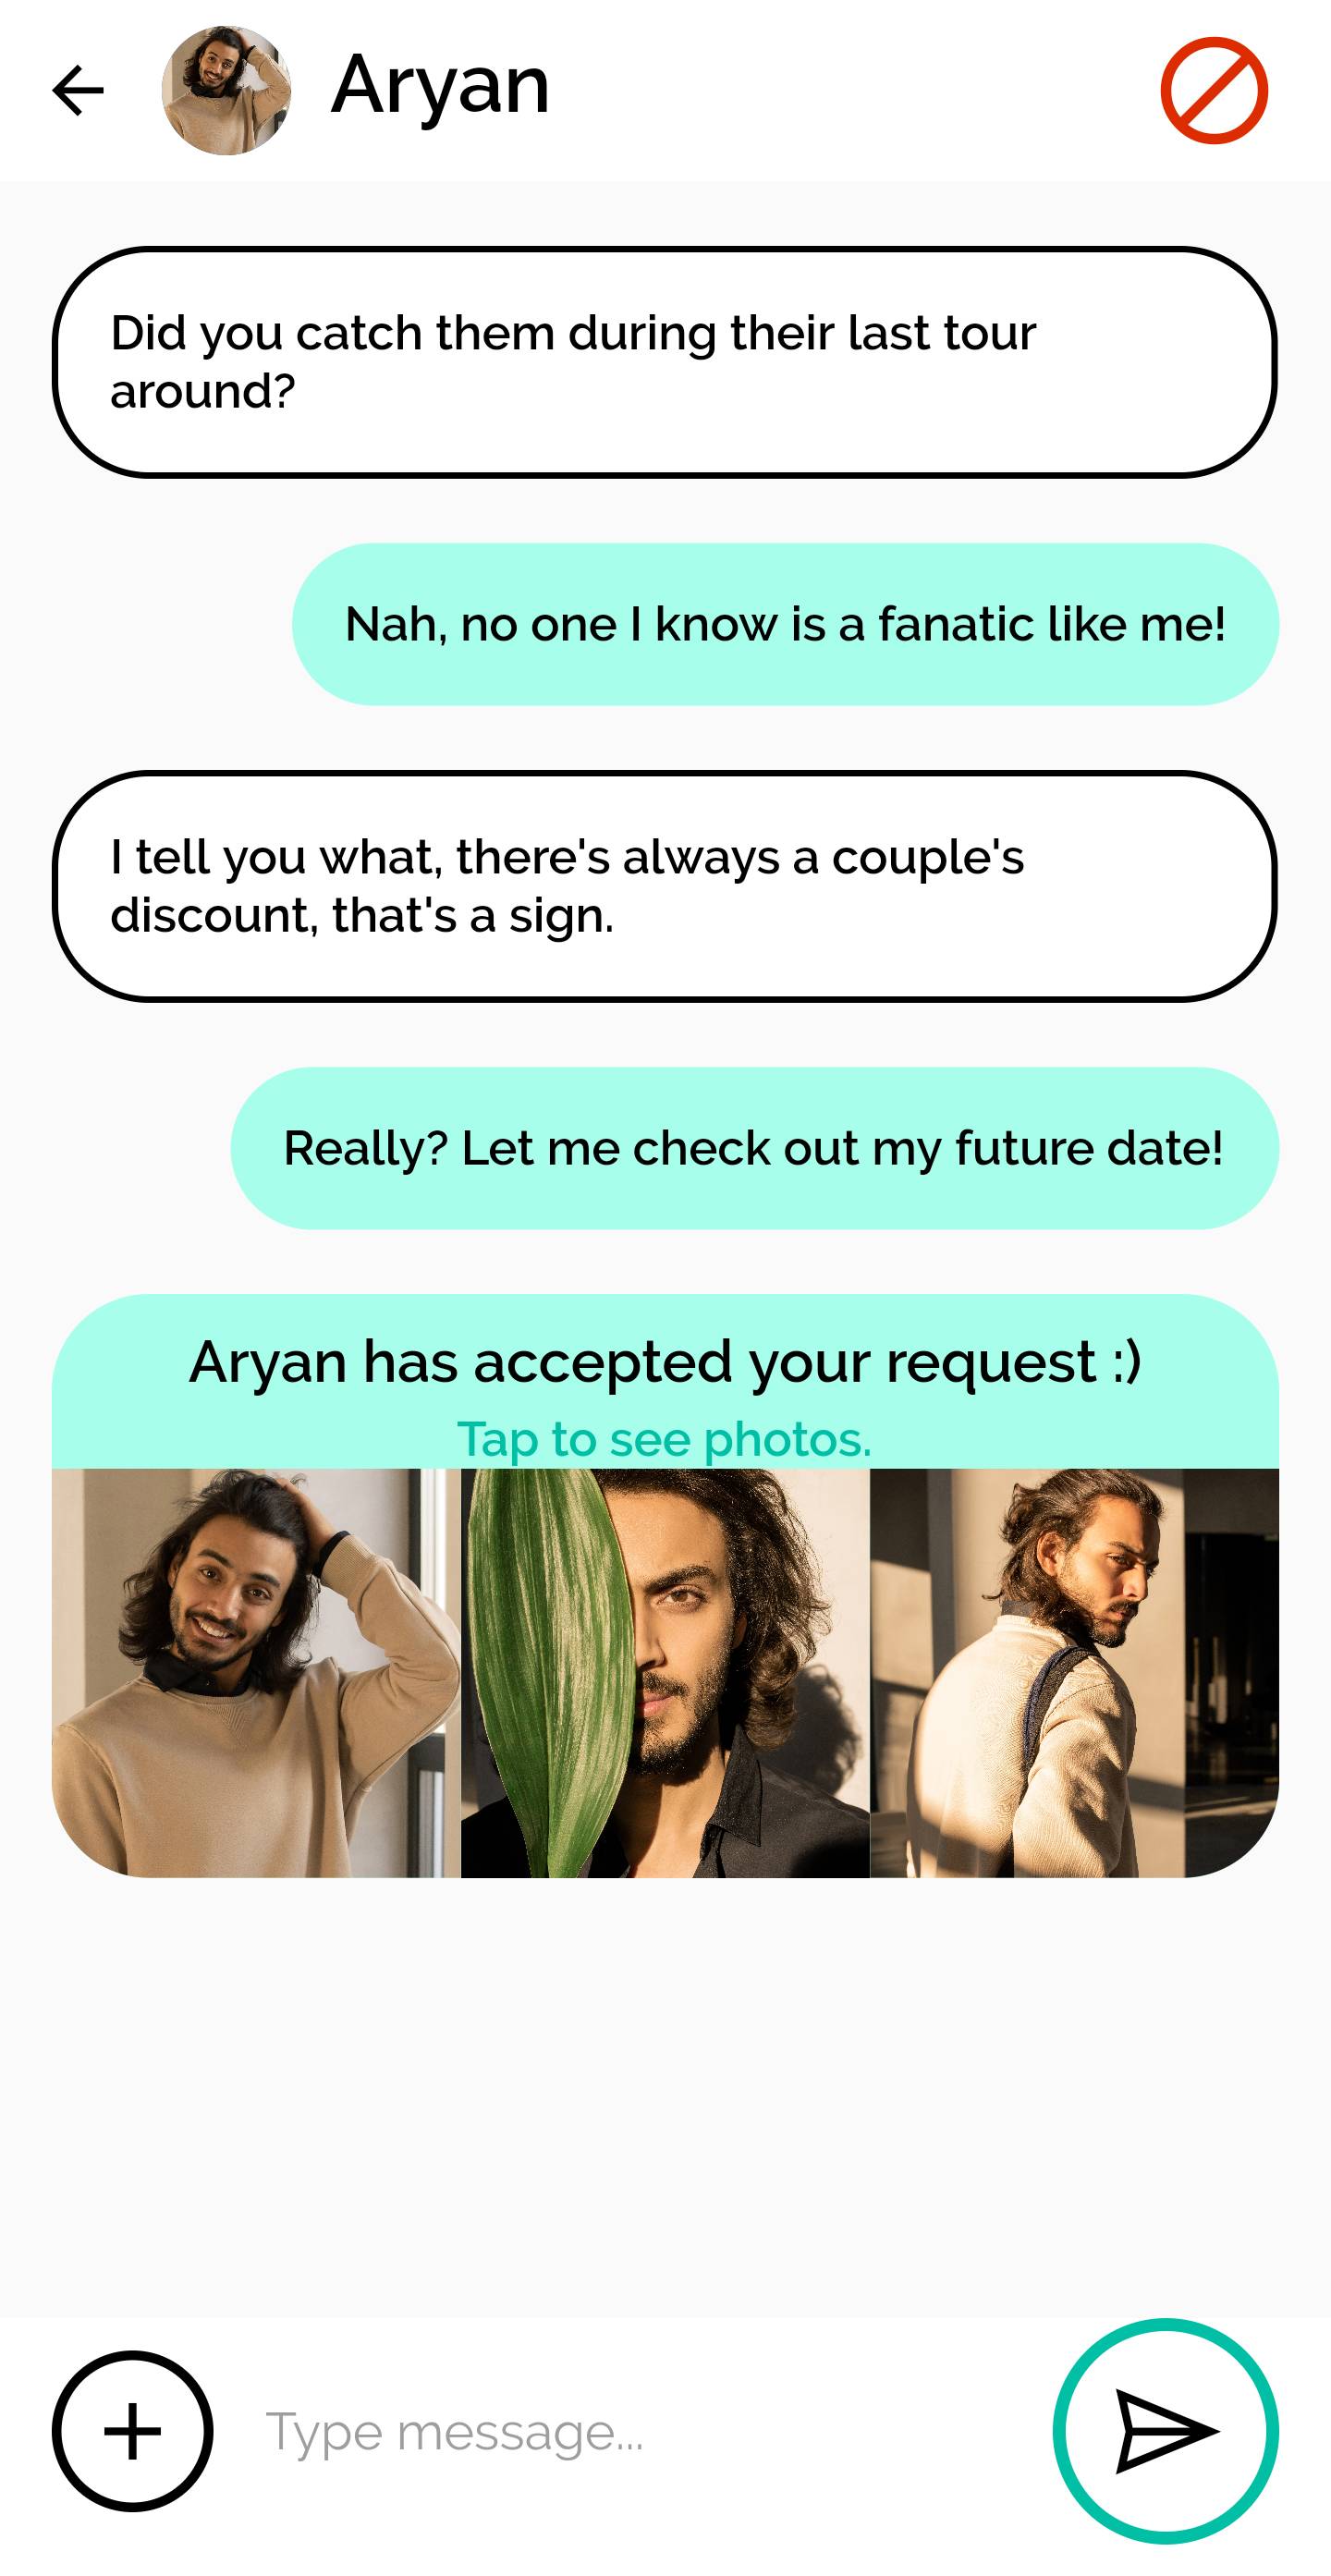 Aryan
Did you catch them during their last tour
around?
Nah, no one I know is a fanatic like me!
I tell you what, there's always a couple's
discount, that's a sign.
Really? Let me check out my future date!
Aryan has accepted your request :)
Tap to see photos.
Type message...